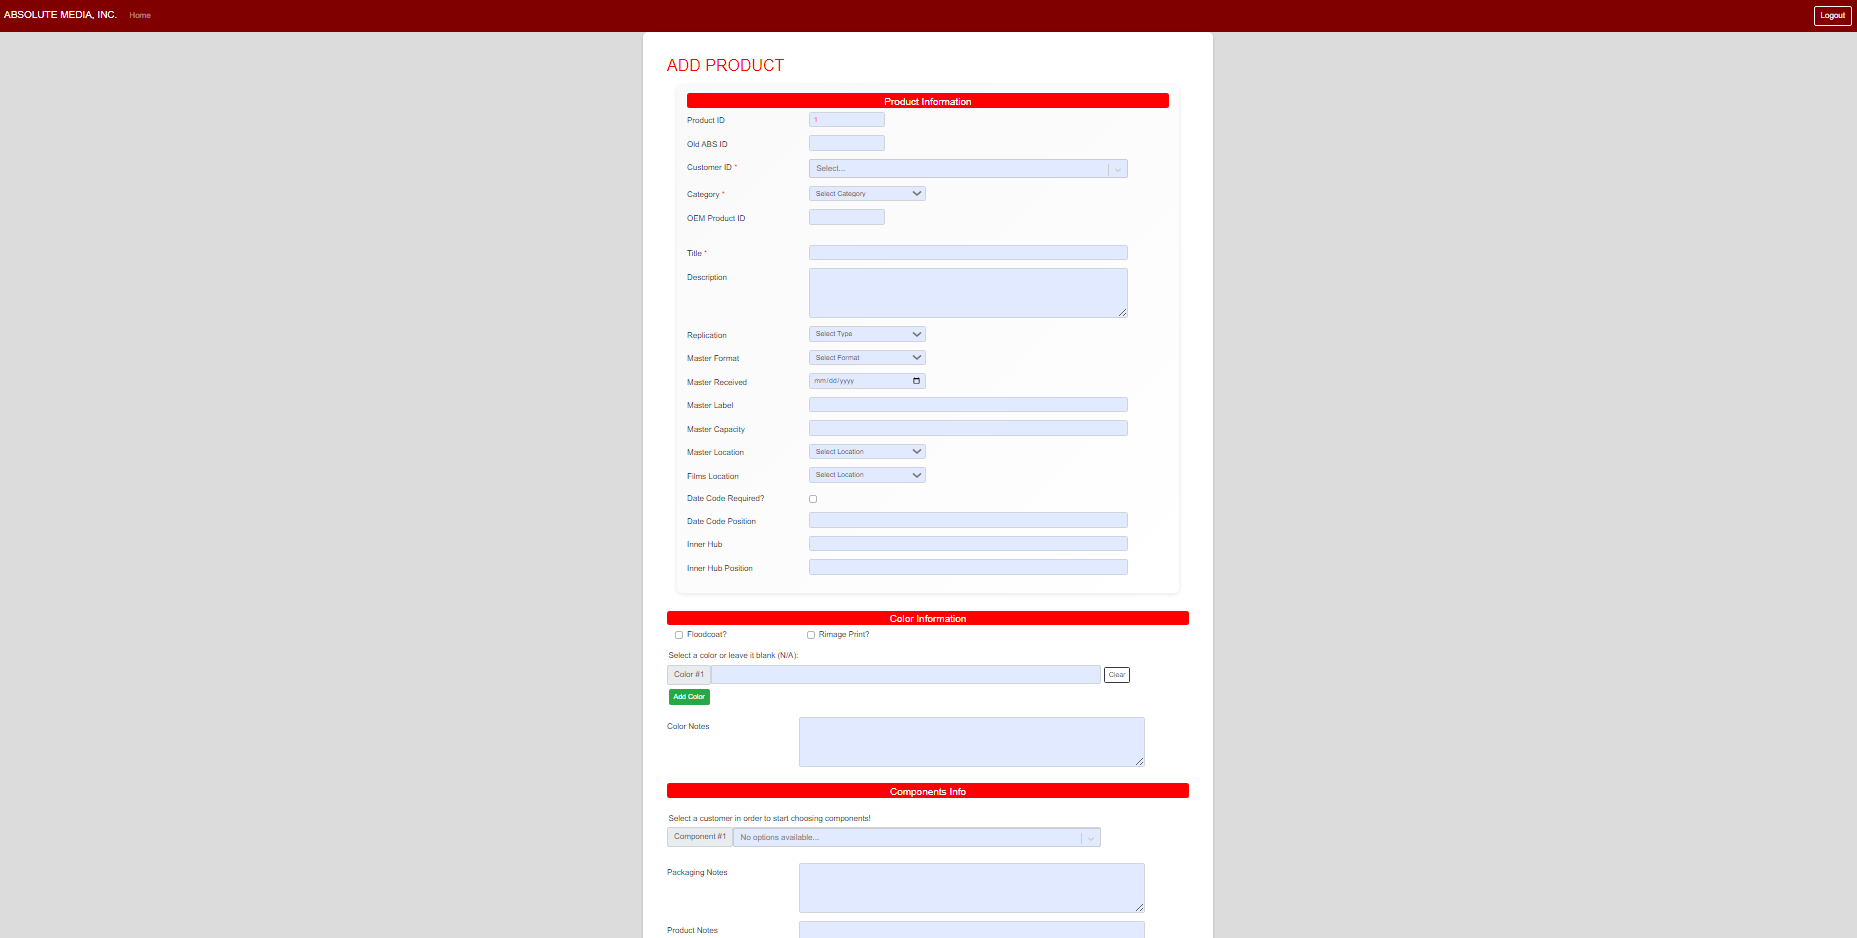 ABSOLUTE MEDIA, INC. Home Logout
ADD PRODUCT
Product Information
Product ID 1
Old ABS ID
Customer ID * Select...
Category * Select Category
OEM Product ID
Title *
Description
Replication Select Type
Master Format Select Format
Master Received mm/dd/yyyy
Master Label
Master Capacity
Master Location Select Location
Films Location Select Location
Date Code Required?
Date Code Position
Inner Hub
Inner Hub Position
Color Information
Floodcoat? Rimage Print?
Select a color or leave it blank (N/A):
Color #1 Clear
Add Color
Color Notes
Components Info
Select a customer in order to start choosing components!
Component #1 No options available...
Packaging Notes
Product Notes